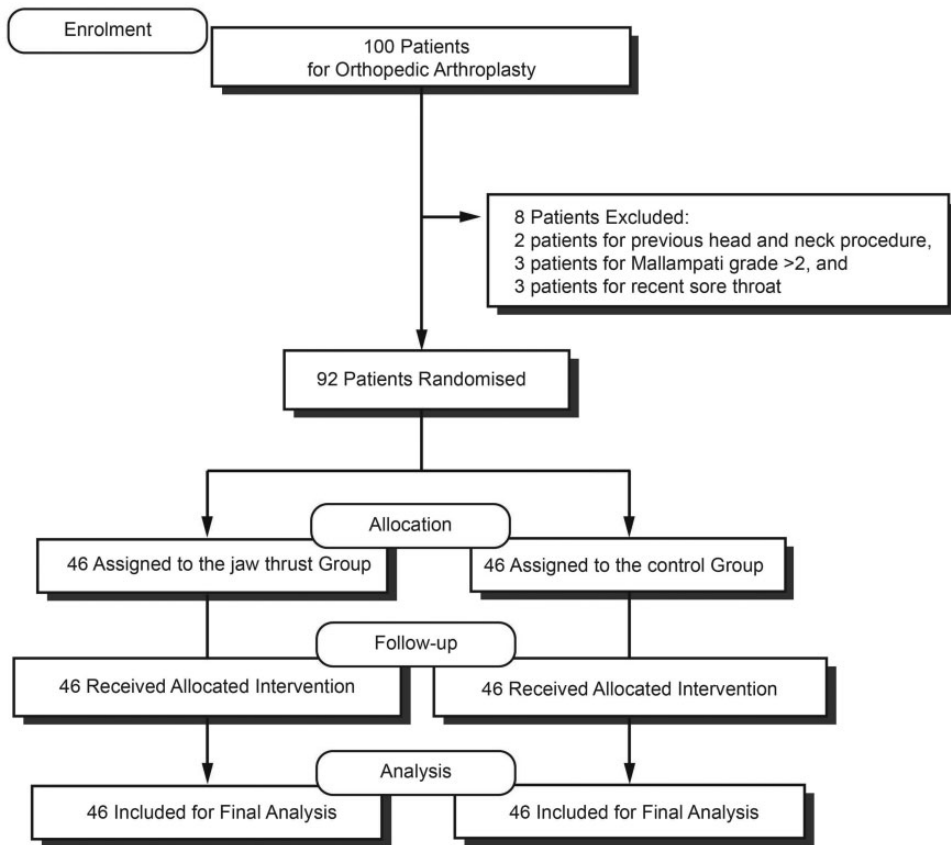 Enrolment
100 Patients
for Orthopedic Arthroplasty
8 Patients Excluded:
2 patients for previous head and neck procedure,
3 patients for Mallampati grade >2, and
3 patients for recent sore throat
92 Patients Randomised
Allocation
46 Assigned to the jaw thrust Group
46 Assigned to the control Group
Follow-up
46 Received Allocated Intervention
46 Received Allocated Intervention
Analysis
46 Included for Final Analysis
46 Included for Final Analysis